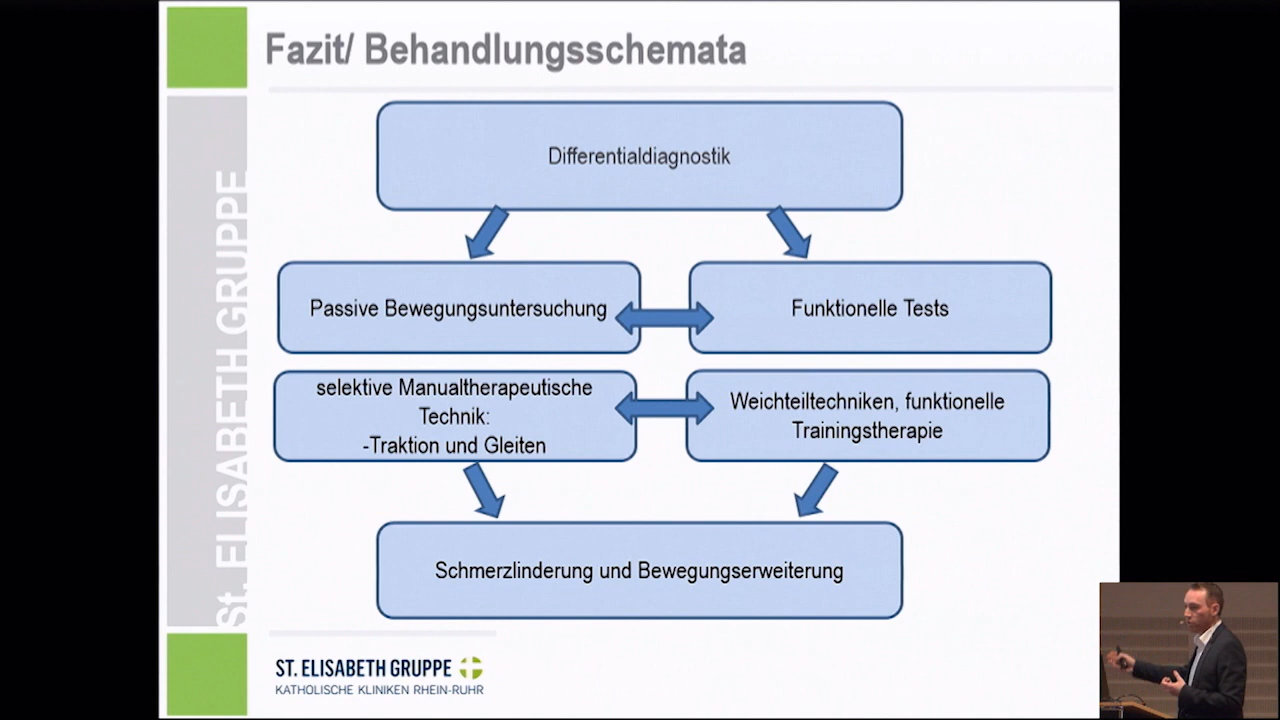 Fazit/ Behandlungsschemata
St. ELISABETH GRUPPE
Differentialdiagnostik
Passive Bewegungsuntersuchung
Funktionelle Tests
selektive Manualtherapeutische
Technik:
-Traktion und Gleiten
Weichteiltechniken, funktionelle
Trainingstherapie
Schmerzlinderung und Bewegungserweiterung
ST. ELISABETH GRUPPE
KATHOLISCHE KLINIKEN RHEIN-RUHR